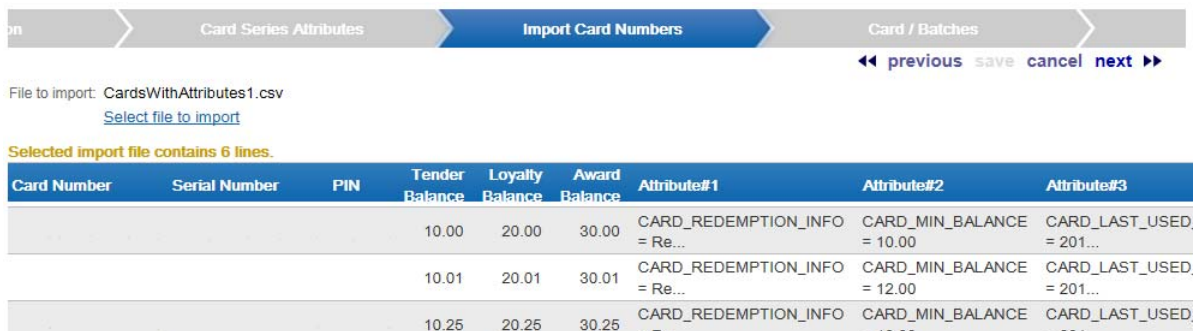 on Card Series Attributes Import Card Numbers Card / Batches
previous save cancel next
File to import: CardsWithAttributes1.csv
Select file to import
Selected import file contains 6 lines.
Card Number Serial Number PIN Tender Balance Loyalty Balance Award Balance Attribute#1 Attribute#2 Attribute#3
10.00 20.00 30.00 CARD_REDEMPTION_INFO = Re... CARD_MIN_BALANCE = 10.00 CARD_LAST_USED_ = 201...
10.01 20.01 30.01 CARD_REDEMPTION_INFO = Re... CARD_MIN_BALANCE = 12.00 CARD_LAST_USED_ = 201...
10.25 20.25 30.25 CARD_REDEMPTION_INFO CARD_MIN_BALANCE CARD_LAST_USED_